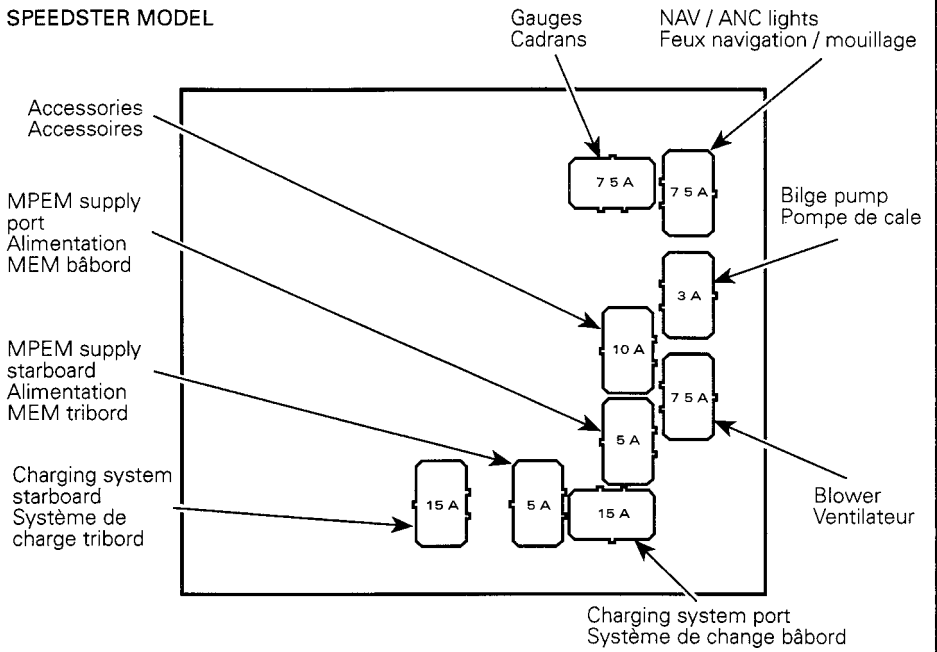 SPEEDSTER MODEL
Gauges
Cadrans
NAV / ANC lights
Feux navigation / mouillage
Accessories
Accessoires
7 5 A
7 5 A
MPEM supply
port
Alimentation
MEM bâbord
Bilge pump
Pompe de cale
3 A
10 A
MPEM supply
starboard
Alimentation
MEM tribord
7 5 A
5 A
Charging system
starboard
Système de
charge tribord
15 A
5 A
15 A
Blower
Ventilateur
Charging system port
Système de change bâbord